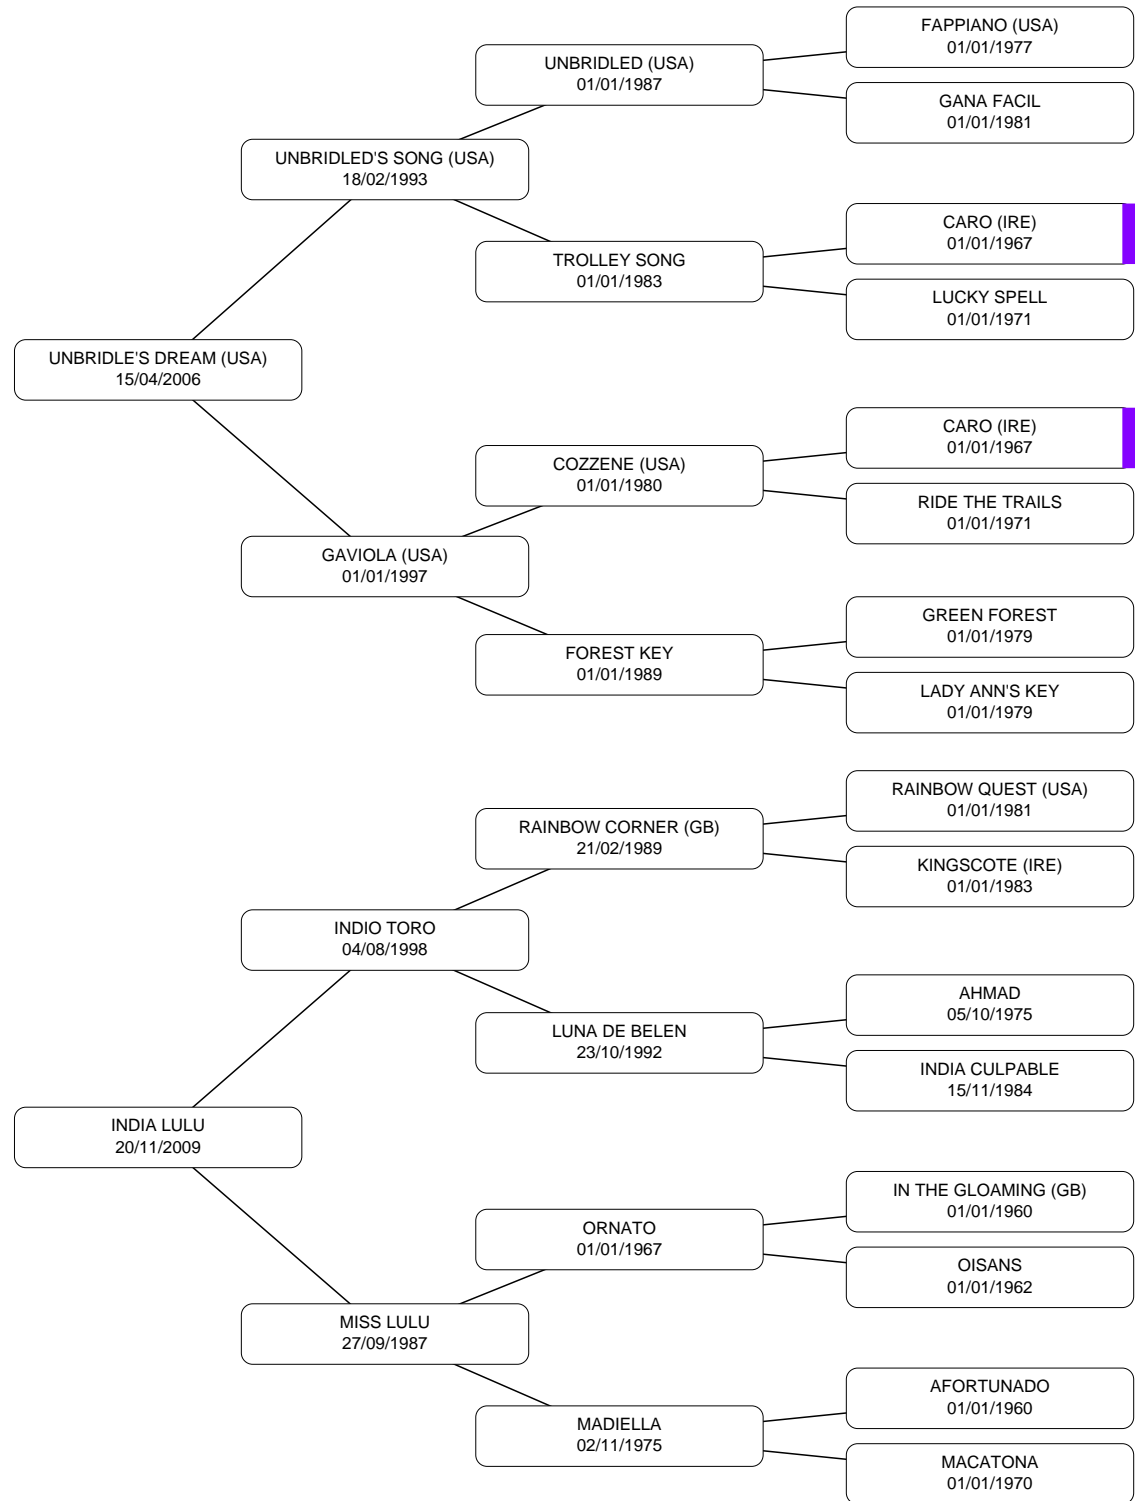 FAPPIANO (USA)
01/01/1977
UNBRIDLED (USA)
01/01/1987
GANA FACIL
01/01/1981
UNBRIDLED'S SONG (USA)
18/02/1993
CARO (IRE)
01/01/1967
TROLLEY SONG
01/01/1983
LUCKY SPELL
01/01/1971
UNBRIDLE'S DREAM (USA)
15/04/2006
CARO (IRE)
01/01/1967
COZZENE (USA)
01/01/1980
RIDE THE TRAILS
01/01/1971
GAVIOLA (USA)
01/01/1997
GREEN FOREST
01/01/1979
FOREST KEY
01/01/1989
LADY ANN'S KEY
01/01/1979
RAINBOW QUEST (USA)
01/01/1981
RAINBOW CORNER (GB)
21/02/1989
KINGSCOTE (IRE)
01/01/1983
INDIO TORO
04/08/1998
AHMAD
05/10/1975
LUNA DE BELEN
23/10/1992
INDIA CULPABLE
15/11/1984
INDIA LULU
20/11/2009
IN THE GLOAMING (GB)
01/01/1960
ORNATO
01/01/1967
OISANS
01/01/1962
MISS LULU
27/09/1987
AFORTUNADO
01/01/1960
MADIELLA
02/11/1975
MACATONA
01/01/1970